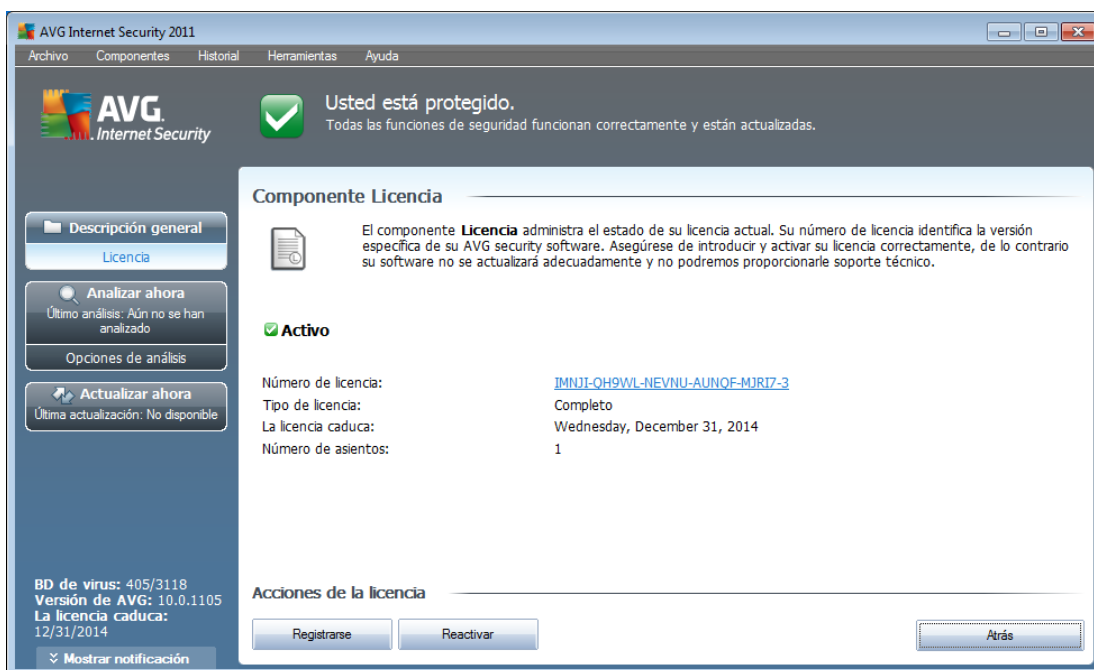 AVG Internet Security 2011
Archivo Componentes Historial Herramientas Ayuda
AVG.
Internet Security
Usted está protegido.
Todas las funciones de seguridad funcionan correctamente y están actualizadas.
Descripción general
Licencia
Analizar ahora
Último análisis: Aún no se han
analizado
Opciones de análisis
Actualizar ahora
Última actualización: No disponible
BD de virus: 405/3118
Versión de AVG: 10.0.1105
La licencia caduca:
12/31/2014
Mostrar notificación
Componente Licencia
El componente Licencia administra el estado de su licencia actual. Su número de licencia identifica la versión
específica de su AVG security software. Asegúrese de introducir y activar su licencia correctamente, de lo contrario
su software no se actualizará adecuadamente y no podremos proporcionarle soporte técnico.
Activo
Número de licencia: IMNJI-QH9WL-NEVNU-AUNQF-MJRI7-3
Tipo de licencia: Completo
La licencia caduca: Wednesday, December 31, 2014
Número de asientos: 1
Acciones de la licencia
Registrarse Reactivar Atrás